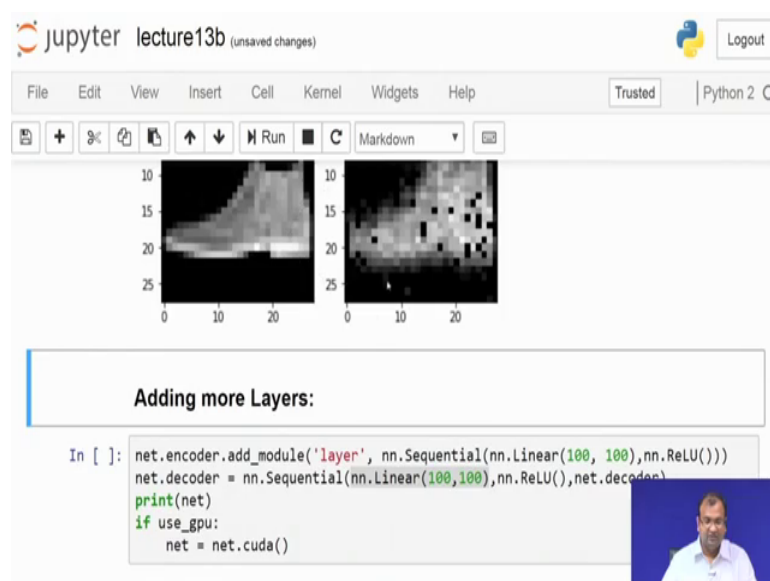 jupyter lecture13b (unsaved changes)
Logout
File Edit View Insert Cell Kernel Widgets Help
Trusted
Python 2
Run
Markdown
10 10
15 15
20 20
25 25
0 10 20 0 10 20
Adding more Layers:
In [ ]: net.encoder.add_module('layer', nn.Sequential(nn.Linear(100, 100),nn.ReLU()))
net.decoder = nn.Sequential(nn.Linear(100,100),nn.ReLU(),net.decoder)
print(net)
if use_gpu:
net = net.cuda()